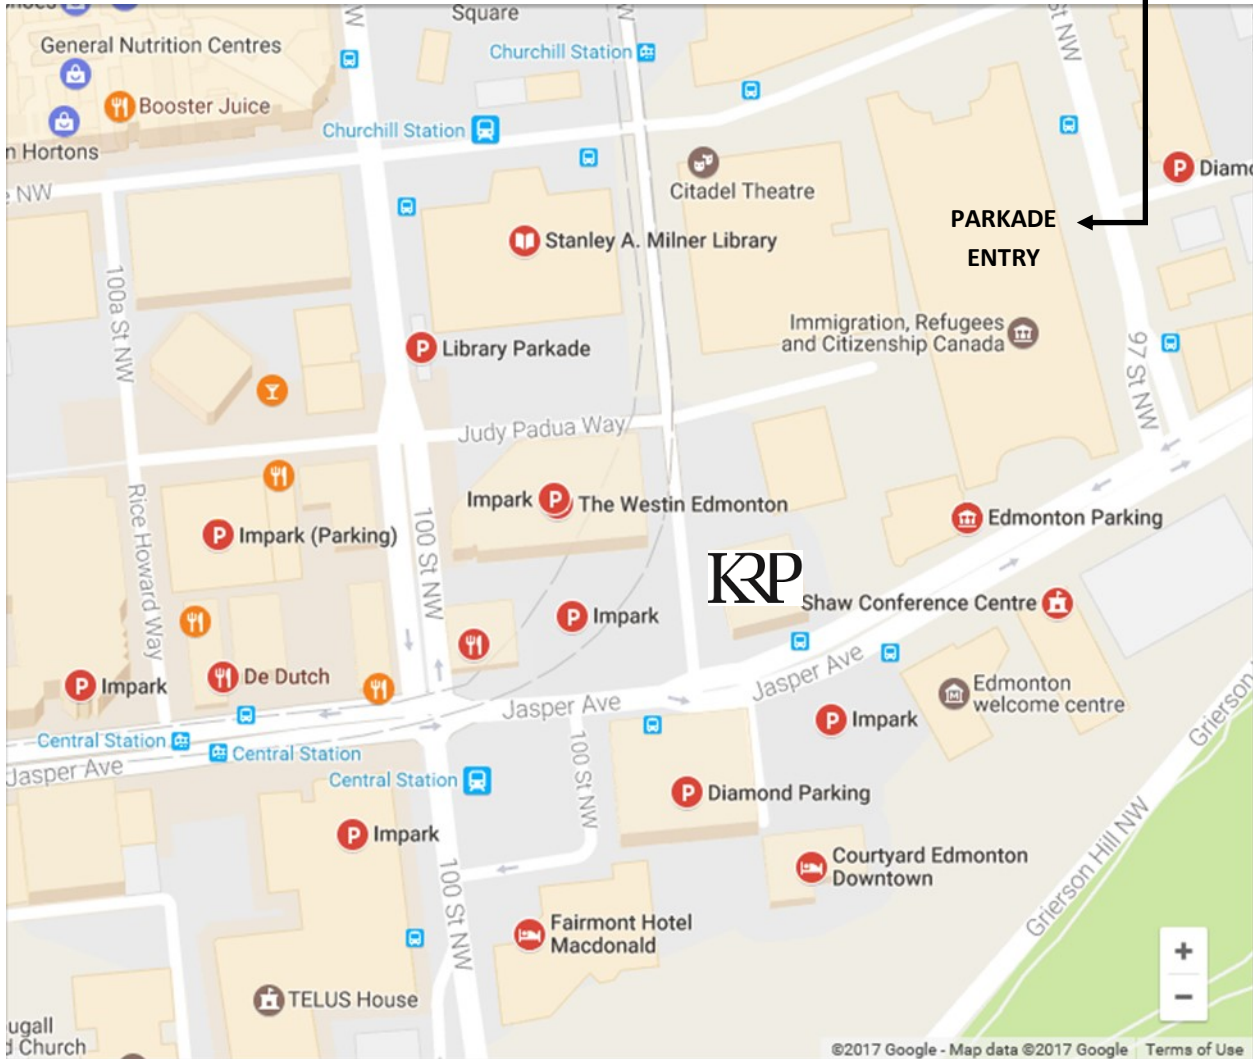 Square
W
W
St NW
General Nutrition Centres
Churchill Station
Booster Juice
Churchill Station
n Hortons
Citadel Theatre
Diamo
NW
PARKADE
ENTRY
Stanley A. Milner Library
100a St NW
Immigration, Refugees
and Citizenship Canada
Library Parkade
97 St NW
Judy Padua Way
Impark
The Westin Edmonton
Edmonton Parking
Impark (Parking)
100 St NW
Rice Howard Way
KRP
Shaw Conference Centre
Impark
De Dutch
Impark
Jasper Ave
Edmonton
welcome centre
Jasper Ave
Impark
Grierson
Central Station
Central Station
Jasper Ave
100 St NW
Central Station
Diamond Parking
Impark
Grierson Hill NW
Courtyard Edmonton
Downtown
100 St NW
Fairmont Hotel
Macdonald
TELUS House
+
−
ugall
d Church
©2017 Google - Map data ©2017 Google
Terms of Use